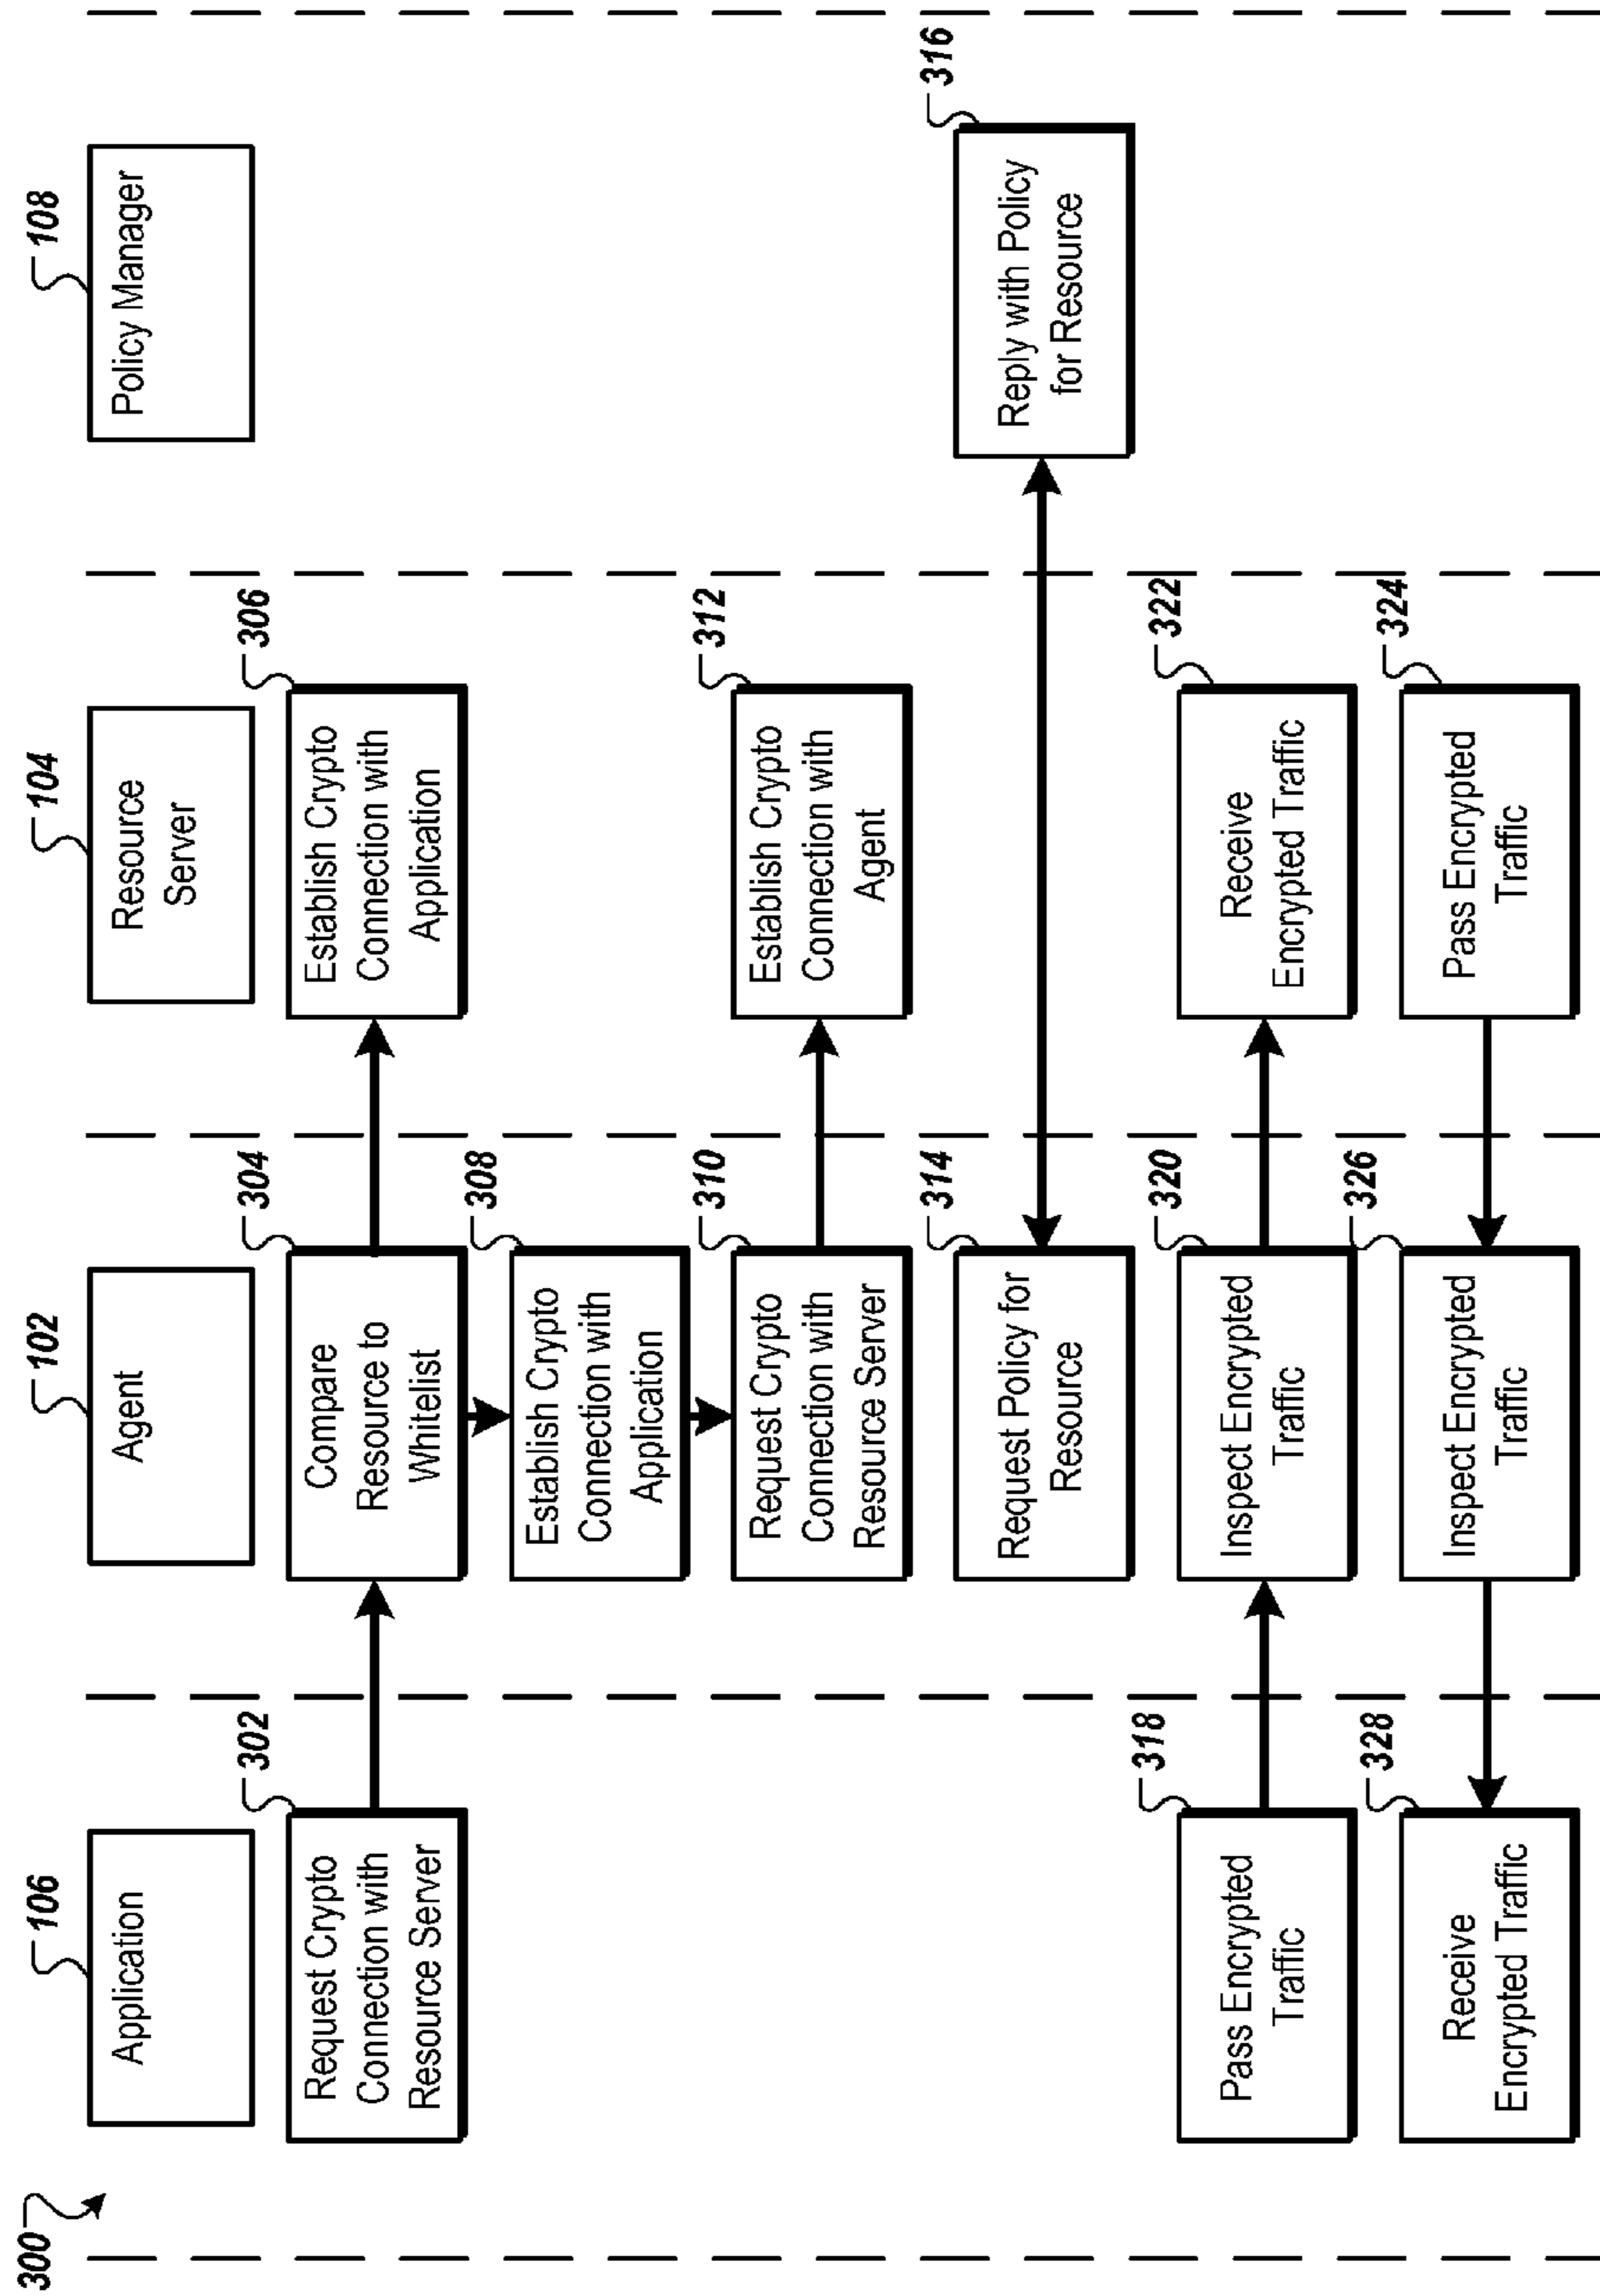 300
106
Application
102
Agent
104
Resource
Server
108
Policy Manager
302
Request Crypto
Connection with
Resource Server
304
Compare
Resource to
Whitelist
306
Establish Crypto
Connection with
Application
308
Establish Crypto
Connection with
Application
310
Request Crypto
Connection with
Resource Server
312
Establish Crypto
Connection with
Agent
314
Request Policy for
Resource
316
Reply with Policy
for Resource
318
Pass Encrypted
Traffic
320
Inspect Encrypted
Traffic
322
Receive
Encrypted Traffic
328
Receive
Encrypted Traffic
326
Inspect Encrypted
Traffic
324
Pass Encrypted
Traffic